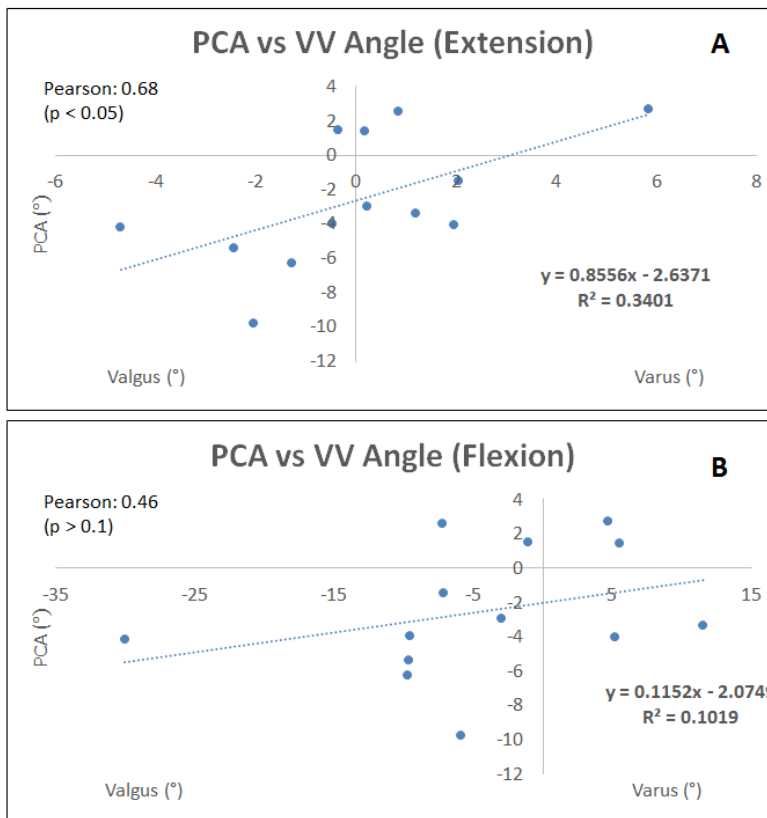 PCA vs VV Angle (Extension)
A
Pearson: 0.68
(p < 0.05)
4
2
0
-6
-4
-2
0
2
4
6
8
-2
-4
-6
-8
-10
-12
PCA (°)
y = 0.8556x - 2.6371
R² = 0.3401
Valgus (°)
Varus (°)
PCA vs VV Angle (Flexion)
B
Pearson: 0.46
(p > 0.1)
4
2
0
-35
-25
-15
-5
5
15
-2
-4
-6
-8
-10
-12
PCA (°)
y = 0.1152x - 2.0749
R² = 0.1019
Valgus (°)
Varus (°)